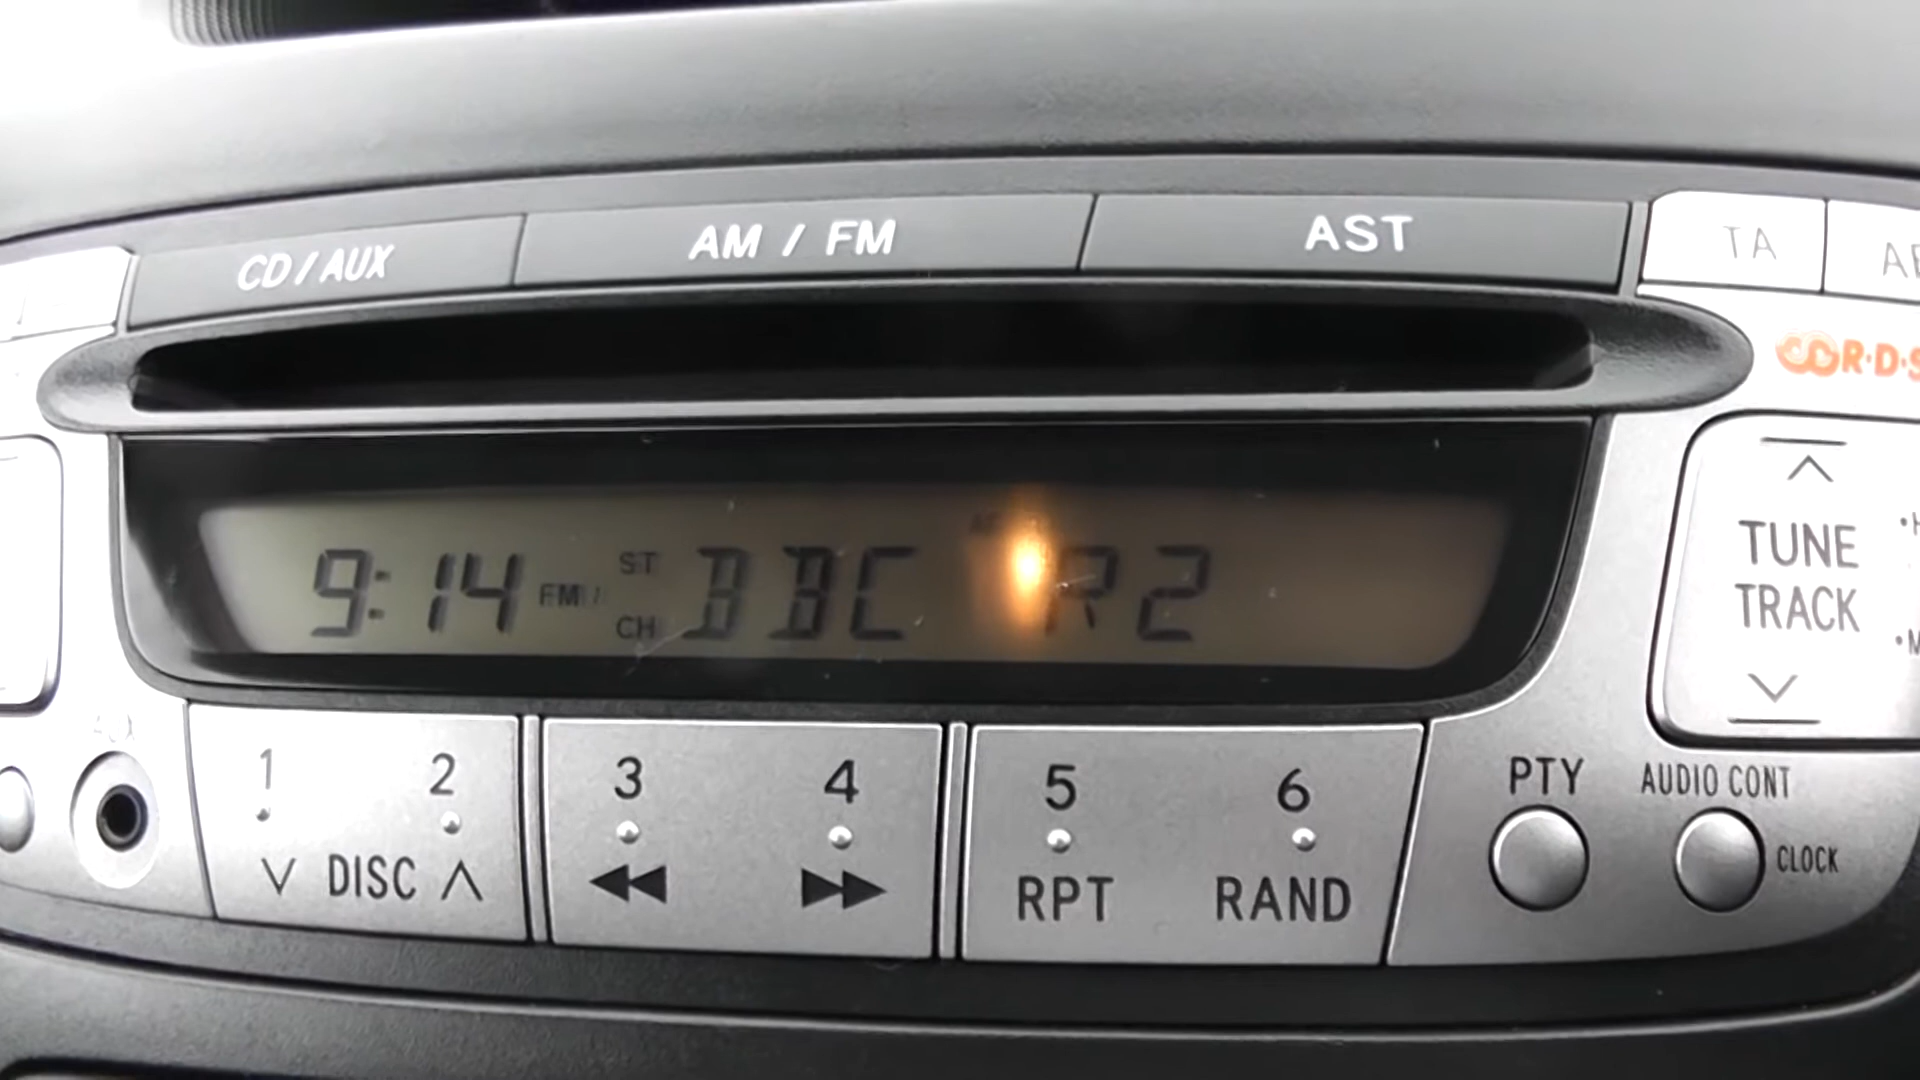 CD / AUX AM / FM AST TA
R·D·S
9:14 FM ST CH BBC R2
TUNE
TRACK
1 2 3 4 5 6 PTY AUDIO CONT
DISC RPT RAND CLOCK